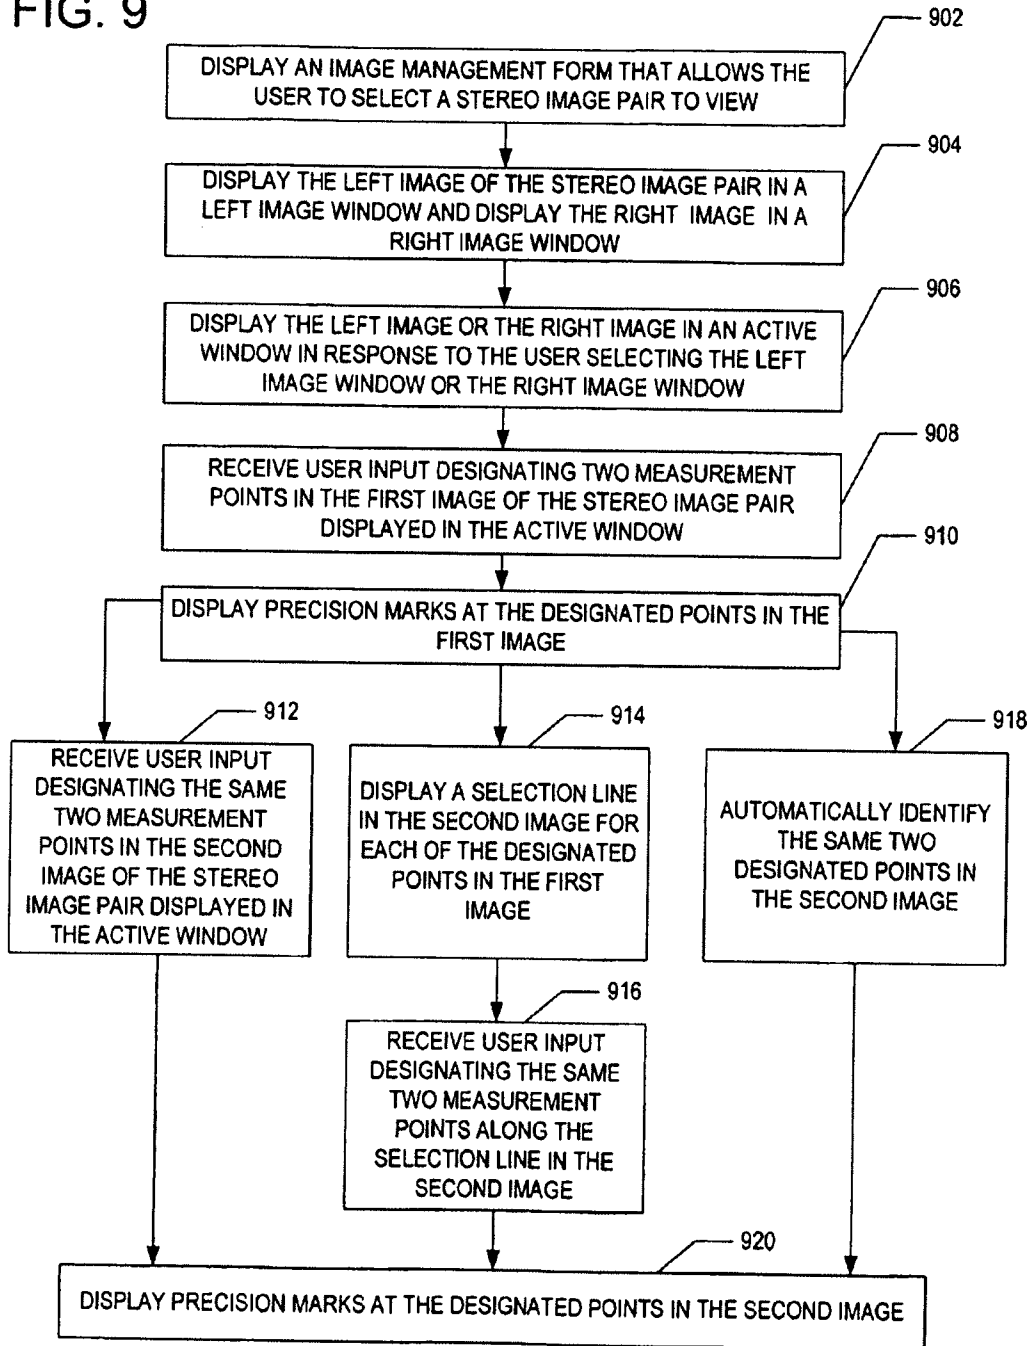 FIG. 9
902
DISPLAY AN IMAGE MANAGEMENT FORM THAT ALLOWS THE
USER TO SELECT A STEREO IMAGE PAIR TO VIEW
904
DISPLAY THE LEFT IMAGE OF THE STEREO IMAGE PAIR IN A
LEFT IMAGE WINDOW AND DISPLAY THE RIGHT IMAGE IN A
RIGHT IMAGE WINDOW
906
DISPLAY THE LEFT IMAGE OR THE RIGHT IMAGE IN AN ACTIVE
WINDOW IN RESPONSE TO THE USER SELECTING THE LEFT
IMAGE WINDOW OR THE RIGHT IMAGE WINDOW
908
RECEIVE USER INPUT DESIGNATING TWO MEASUREMENT
POINTS IN THE FIRST IMAGE OF THE STEREO IMAGE PAIR
DISPLAYED IN THE ACTIVE WINDOW
910
DISPLAY PRECISION MARKS AT THE DESIGNATED POINTS IN THE
FIRST IMAGE
912
RECEIVE USER INPUT
DESIGNATING THE SAME
TWO MEASUREMENT
POINTS IN THE SECOND
IMAGE OF THE STEREO
IMAGE PAIR DISPLAYED IN
THE ACTIVE WINDOW
914
DISPLAY A SELECTION LINE
IN THE SECOND IMAGE FOR
EACH OF THE DESIGNATED
POINTS IN THE FIRST
IMAGE
918
AUTOMATICALLY IDENTIFY
THE SAME TWO
DESIGNATED POINTS IN
THE SECOND IMAGE
916
RECEIVE USER INPUT
DESIGNATING THE SAME
TWO MEASUREMENT
POINTS ALONG THE
SELECTION LINE IN THE
SECOND IMAGE
920
DISPLAY PRECISION MARKS AT THE DESIGNATED POINTS IN THE SECOND IMAGE